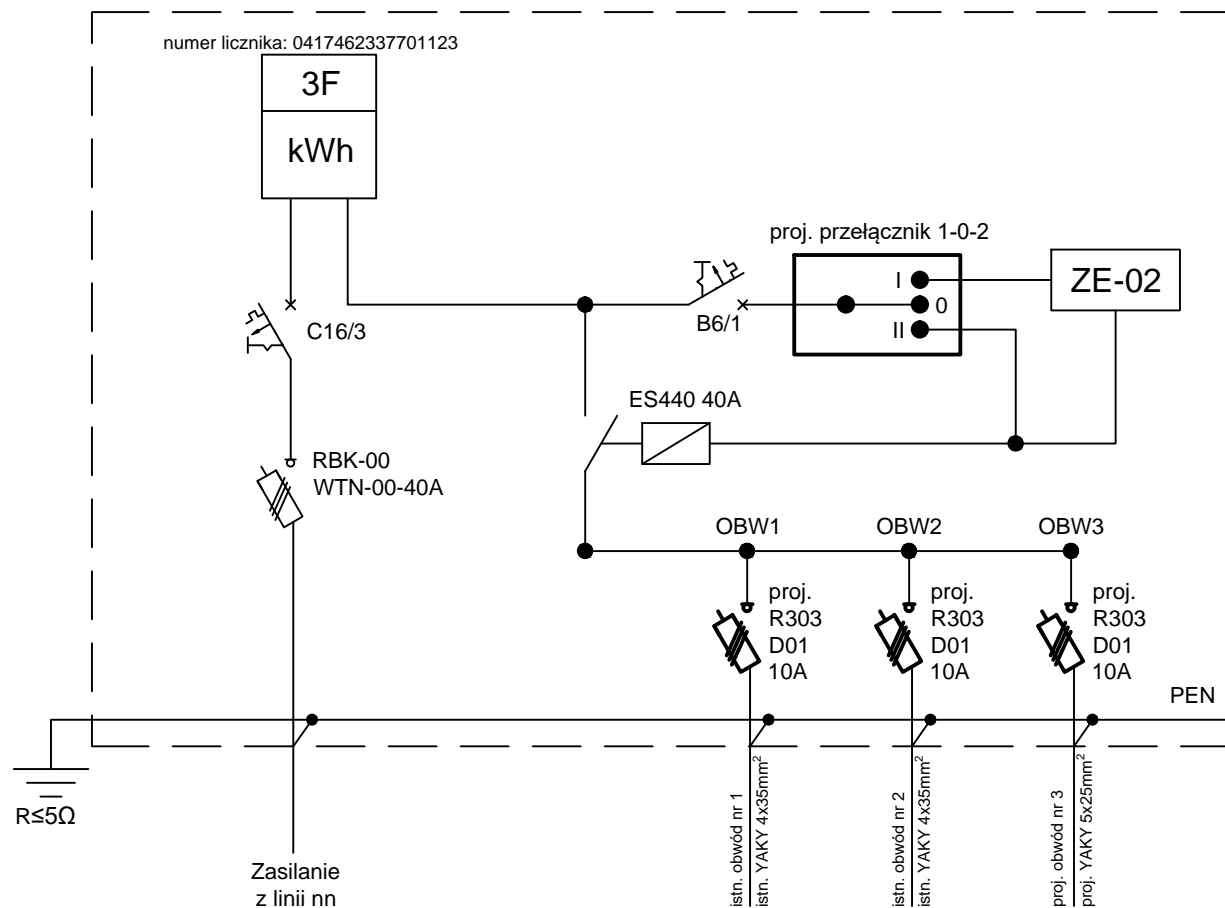 numer licznika: 0417462337701123
3F
kWh
C16/3
RBK-00
WTN-00-40A
proj. przełącznik 1-0-2
I
0
II
B6/1
ZE-02
ES440 40A
OBW1
OBW2
OBW3
proj.
R303
D01
10A
proj.
R303
D01
10A
proj.
R303
D01
10A
PEN
R≤5Ω
Zasilanie
z linii nn
istn. obwód nr 1
istn. YAKY 4x35mm²
istn. obwód nr 2
istn. YAKY 4x35mm²
proj. obwód nr 3
proj. YAKY 5x25mm²